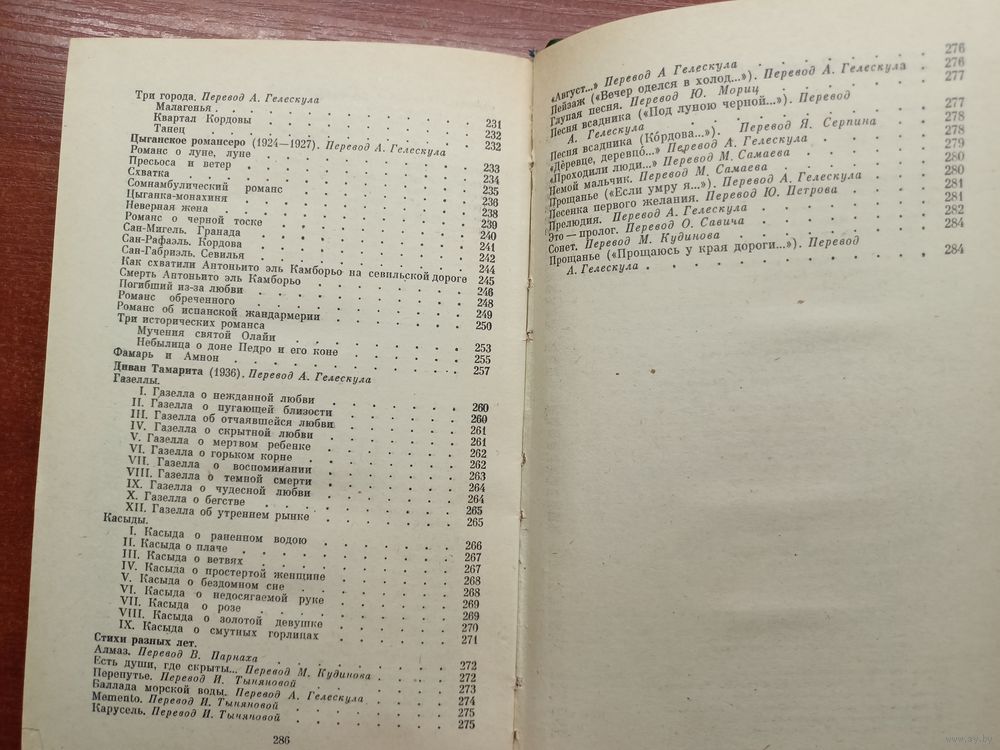 Три города. Перевод А. Гелескула
Малагенья . . . . . . . . 231
Квартал Кордовы . . . . . . . 232
Танец . . . . . . . . . 232
Цыганское романсеро (1924—1927). Перевод А. Гелескула
Романс о луне, луне . . . . . . . 233
Пресьоса и ветер . . . . . . . 234
Схватка . . . . . . . . . 235
Сомнамбулический романс . . . . . . 236
Цыганка-монахиня . . . . . . . 238
Неверная жена . . . . . . . . 239
Романс о черной тоске . . . . . . 240
Сан-Мигель. Гранада . . . . . . . 241
Сан-Рафаэль. Кордова . . . . . . 242
Сан-Габриэль. Севилья . . . . . . 244
Как схватили Антоньито эль Камборьо на севильской дороге 245
Смерть Антоньито эль Камборьо . . . . . 246
Погибший из-за любви . . . . . . 248
Романс обреченного . . . . . . . 249
Романс об испанской жандармерии . . . . . 250
Три исторических романса
Мучения святой Олайи . . . . . . 253
Небылица о доне Педро и его коне . . . . 255
Фамарь и Амнон . . . . . . . . 257
Диван Тамарита (1936). Перевод А. Гелескула
Газеллы.
I. Газелла о нежданной любви . . . . . 260
II. Газелла о пугающей близости . . . . . 260
III. Газелла об отчаявшейся любви . . . . . 261
IV. Газелла о скрытной любви . . . . . 261
V. Газелла о мертвом ребенке . . . . . 262
VI. Газелла о горьком корне . . . . . 262
VII. Газелла о воспоминании . . . . . 263
VIII. Газелла о темной смерти . . . . . 264
IX. Газелла о чудесной любви . . . . . 264
X. Газелла о бегстве . . . . . . . 265
XII. Газелла об утреннем рынке . . . . . 265
Касыды.
I. Касыда о раненном водою . . . . . 266
II. Касыда о плаче . . . . . . . 267
III. Касыда о ветвях . . . . . . . 267
IV. Касыда о простертой женщине . . . . . 268
V. Касыда о бездомном сне . . . . . 268
VI. Касыда о недосягаемой руке . . . . . 269
VII. Касыда о розе . . . . . . . 269
VIII. Касыда о золотой девушке . . . . . 270
IX. Касыда о смутных горлицах . . . . . 271
Стихи разных лет.
Алмаз. Перевод В. Парнаха . . . . . . 272
Есть души, где скрыты... Перевод М. Кудинова . . . 272
Перепутье. Перевод И. Тыняновой . . . . . 273
Баллада морской воды. Перевод А. Гелескула . . . 274
Memento. Перевод И. Тыняновой . . . . . 275
Карусель. Перевод И. Тыняновой . . . . . 275
286
«Август...» Перевод А Гелескула . . . . . 276
Пейзаж («Вечер оделся в холод...»). Перевод А. Гелескула . 276
Глупая песня. Перевод Ю. Мориц . . . . . 277
Песня всадника («Под луною черной...»). Перевод
А. Гелескула . . . . . . . . 277
Песня всадника (Кордова...»). Перевод Я. Серпина . 278
«Деревце, деревцо...» Перевод А. Гелескула . . . 278
«Проходили люди...» Перевод М. Самаева . . . 279
Немой мальчик. Перевод М. Самаева . . . . 280
Прощанье («Если умру я...»). Перевод А. Гелескула . . 280
Песенка первого желания. Перевод Ю. Петрова . . 281
Прелюдия. Перевод А. Гелескула . . . . . 281
Это — пролог. Перевод О. Савича . . . . . 282
Сонет. Перевод М. Кудинова . . . . . . 284
Прощанье («Прощаюсь у края дороги...»). Перевод
А. Гелескула . . . . . . . . 284
www.ay.by